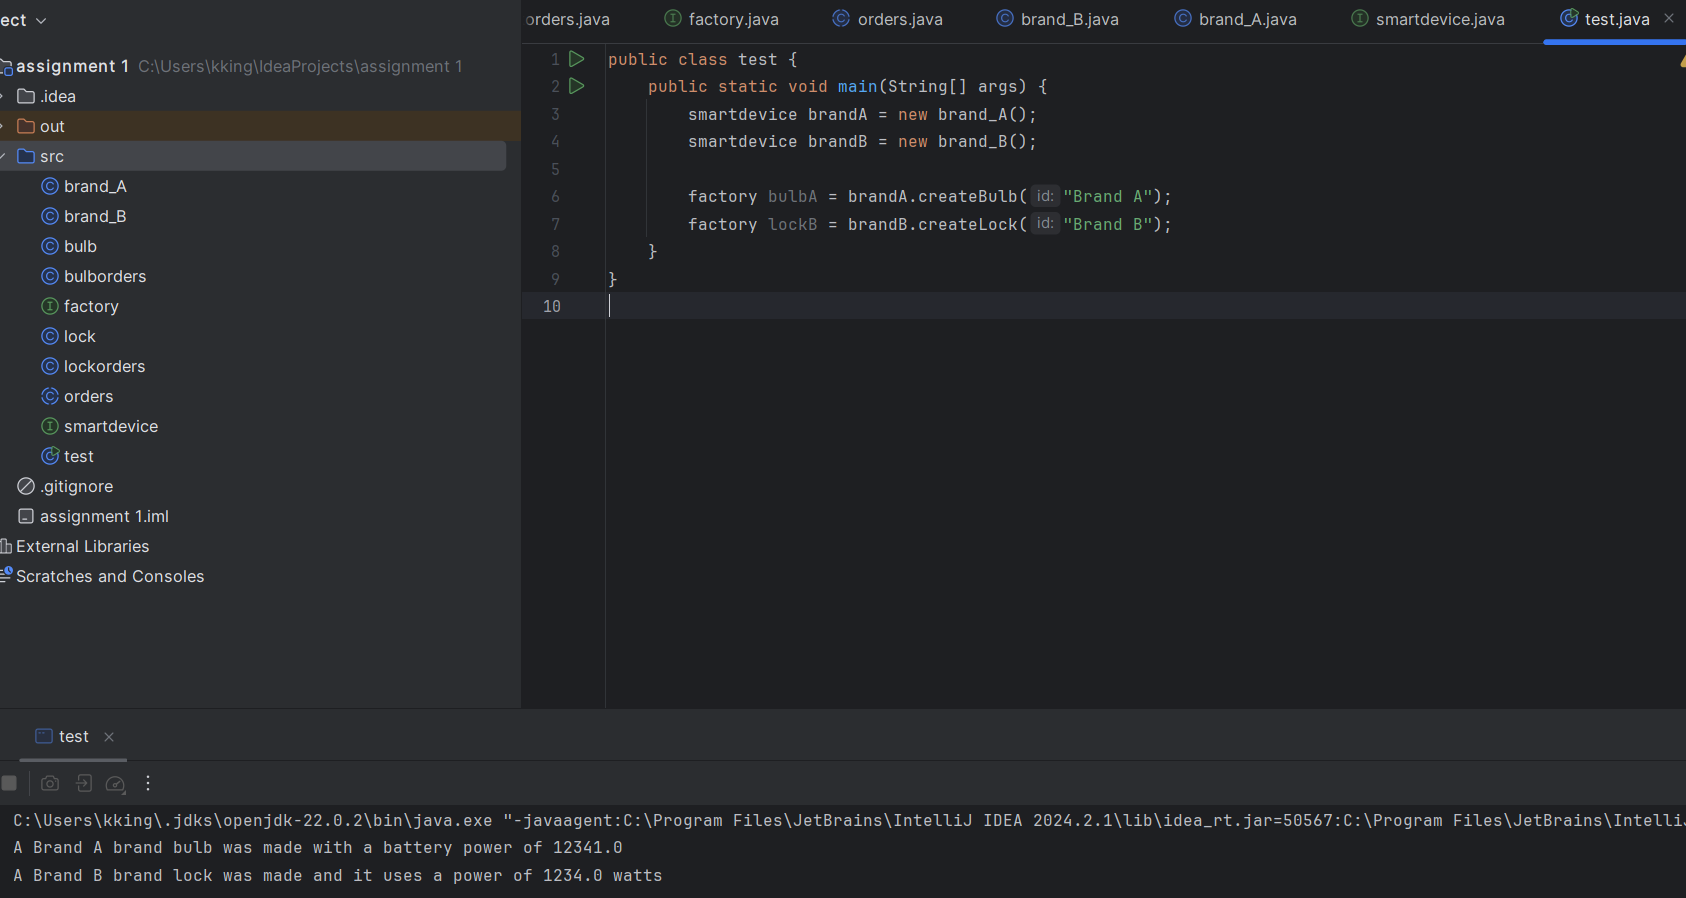 ect
assignment 1 C:\Users\kking\IdeaProjects\assignment 1
.idea
out
src
brand_A
brand_B
bulb
bulborders
factory
lock
lockorders
orders
smartdevice
test
.gitignore
assignment 1.iml
External Libraries
Scratches and Consoles
orders.java factory.java orders.java brand_B.java brand_A.java smartdevice.java test.java
1 public class test {
2 public static void main(String[] args) {
3 smartdevice brandA = new brand_A();
4 smartdevice brandB = new brand_B();
5
6 factory bulbA = brandA.createBulb( id: "Brand A");
7 factory lockB = brandB.createLock( id: "Brand B");
8 }
9 }
10
test
C:\Users\kking\.jdks\openjdk-22.0.2\bin\java.exe "-javaagent:C:\Program Files\JetBrains\IntelliJ IDEA 2024.2.1\lib\idea_rt.jar=50567:C:\Program Files\JetBrains\IntelliJ
A Brand A brand bulb was made with a battery power of 12341.0
A Brand B brand lock was made and it uses a power of 1234.0 watts